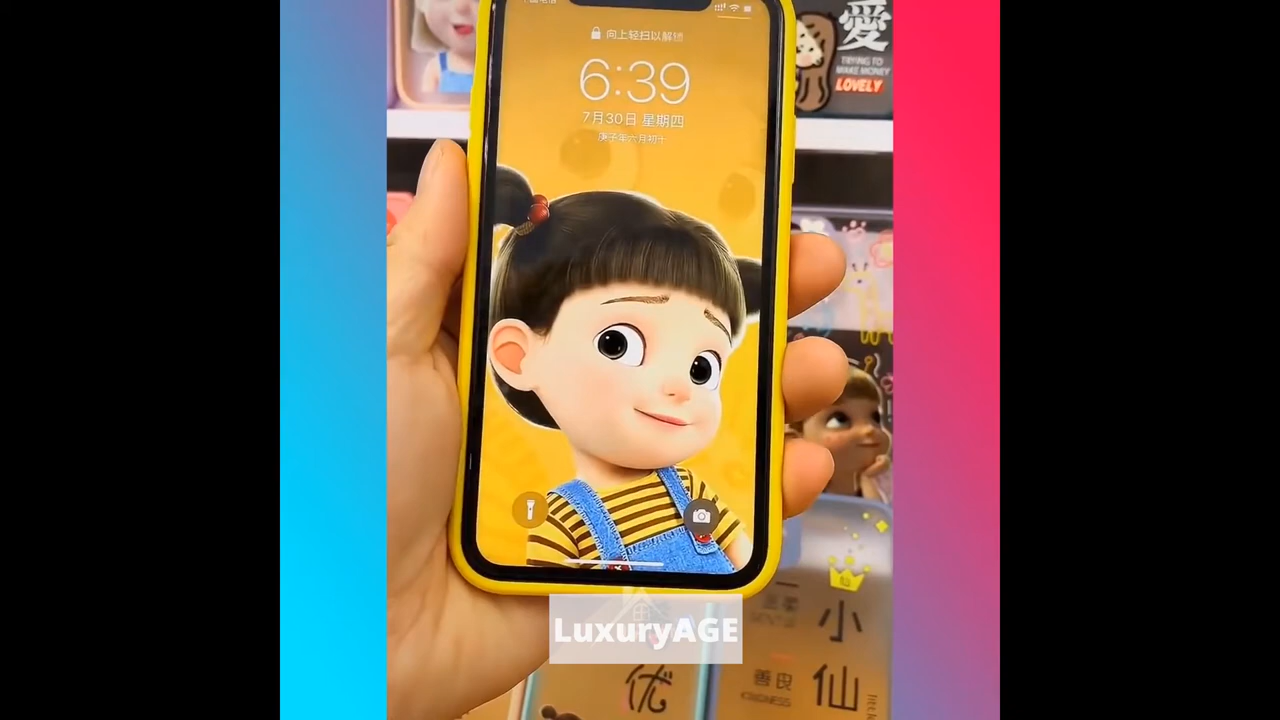 向上轻扫以解锁
6:39
7月30日 星期四
庚子年六月初十
愛
TRYING TO
MAKE MONEY
LOVELY
LuxuryAGE
优
小
仙
善良
KINDNESS